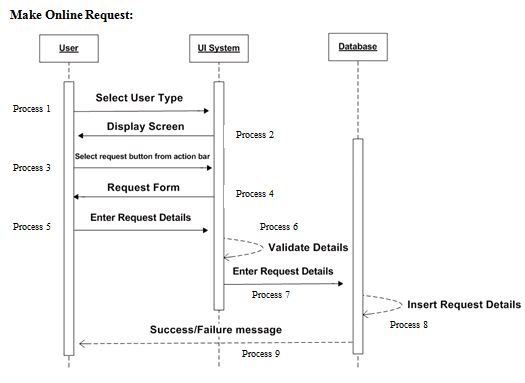 Make Online Request:
User
UI System
Database
Select User Type
Process 1
Display Screen
Process 2
Select request button from action bar
Process 3
Request Form
Process 4
Enter Request Details
Process 5
Process 6
Validate Details
Enter Request Details
Process 7
Insert Request Details
Process 8
Success/Failure message
Process 9